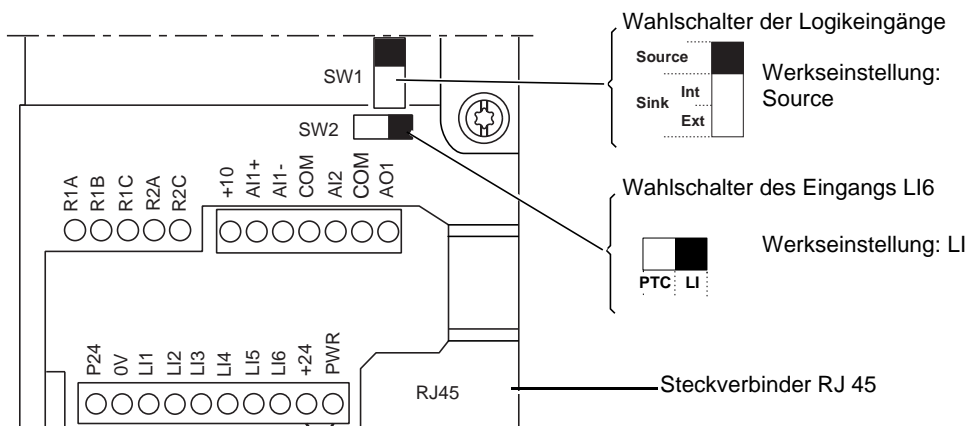 Wahlschalter der Logikeingänge
Source
Sink
Int
Ext
Werkseinstellung:
Source
SW1
SW2
Wahlschalter des Eingangs LI6
PTC LI
Werkseinstellung: LI
R1A
R1B
R1C
R2A
R2C
+10
AI1+
AI1-
COM
AI2
COM
AO1
P24
0V
LI1
LI2
LI3
LI4
LI5
LI6
+24
PWR
RJ45
Steckverbinder RJ 45